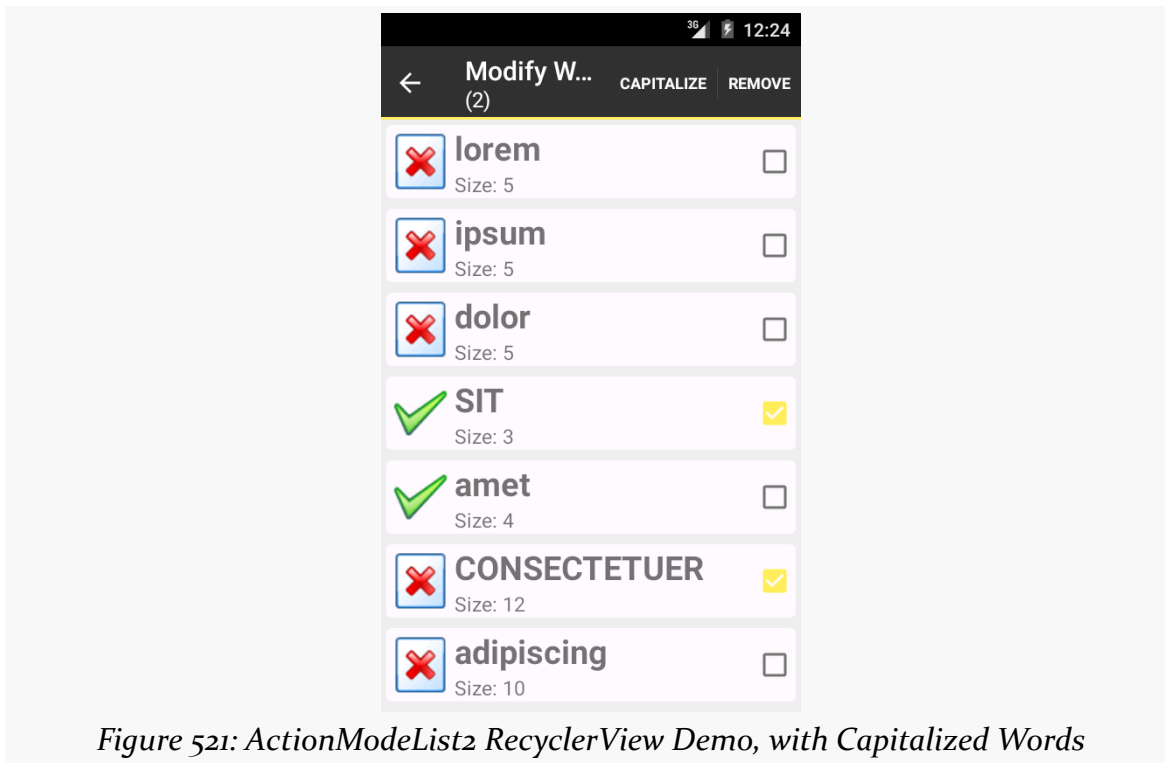 3G 12:24
Modify W... CAPITALIZE REMOVE
(2)
lorem
Size: 5
ipsum
Size: 5
dolor
Size: 5
SIT
Size: 3
amet
Size: 4
CONSECTETUER
Size: 12
adipiscing
Size: 10
Figure 521: ActionModeList2 RecyclerView Demo, with Capitalized Words